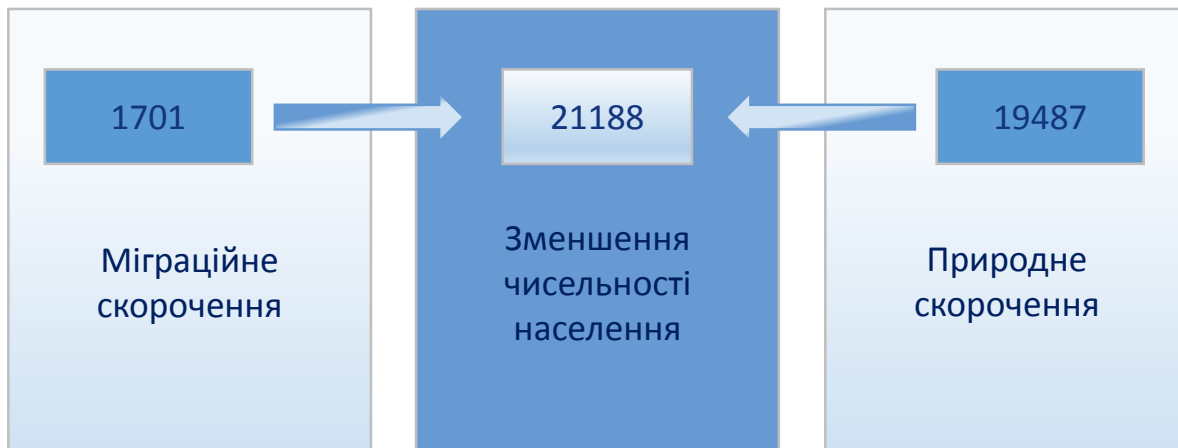 1701
Міграційне
скорочення
21188
Зменшення
чисельності
населення
19487
Природне
скорочення